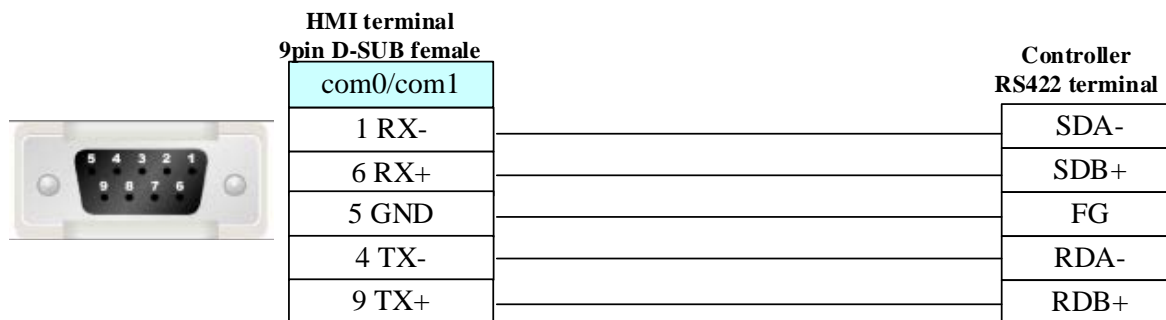 HMI terminal
9pin D-SUB female
com0/com1
Controller
RS422 terminal
5 4 3 2 1
9 8 7 6
1 RX-
SDA-
6 RX+
SDB+
5 GND
FG
4 TX-
RDA-
9 TX+
RDB+